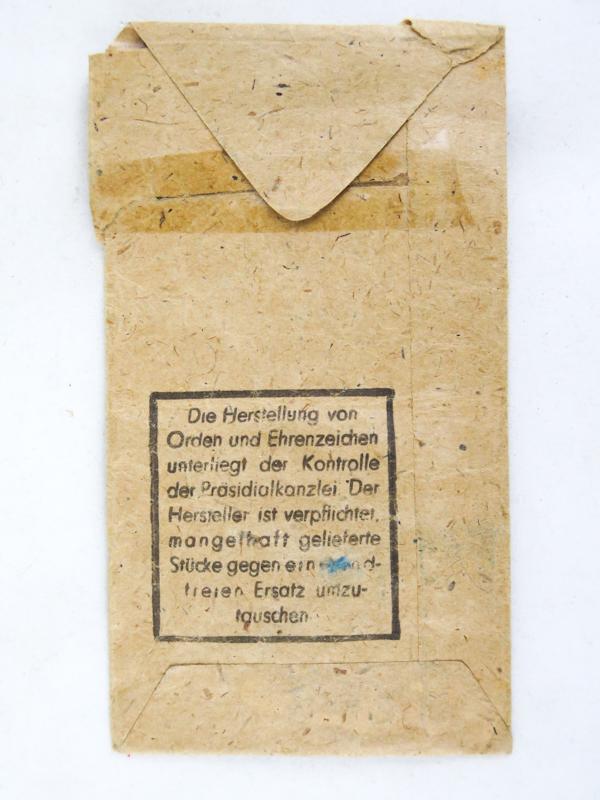 Die Herstellung von
Orden und Ehrenzeichen
unterliegt der Kontrolle
der Präsidialkanzlei. Der
Hersteller ist verpflichtet,
mangelhaft gelieferte
Stücke gegen
freien Ersatz umzu-
tauschen